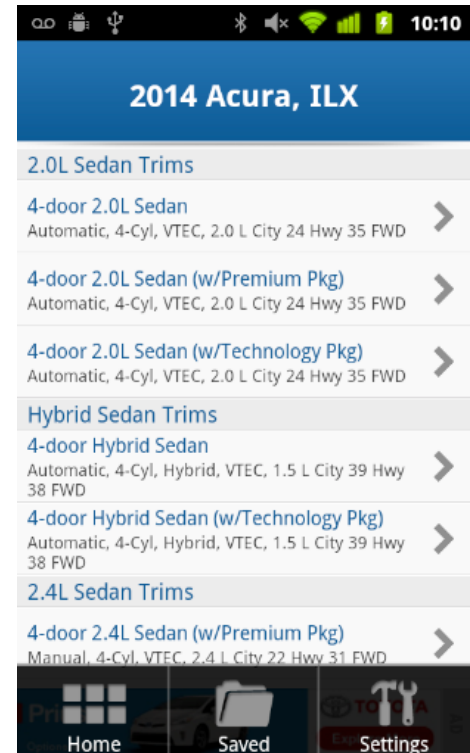 10:10
2014 Acura, ILX
2.0L Sedan Trims
4-door 2.0L Sedan
Automatic, 4-Cyl, VTEC, 2.0 L City 24 Hwy 35 FWD
4-door 2.0L Sedan (w/Premium Pkg)
Automatic, 4-Cyl, VTEC, 2.0 L City 24 Hwy 35 FWD
4-door 2.0L Sedan (w/Technology Pkg)
Automatic, 4-Cyl, VTEC, 2.0 L City 24 Hwy 35 FWD
Hybrid Sedan Trims
4-door Hybrid Sedan
Automatic, 4-Cyl, Hybrid, VTEC, 1.5 L City 39 Hwy
38 FWD
4-door Hybrid Sedan (w/Technology Pkg)
Automatic, 4-Cyl, Hybrid, VTEC, 1.5 L City 39 Hwy
38 FWD
2.4L Sedan Trims
4-door 2.4L Sedan (w/Premium Pkg)
Manual, 4-Cyl, VTEC, 2.4 L City 22 Hwy 31 FWD
Home Saved Settings